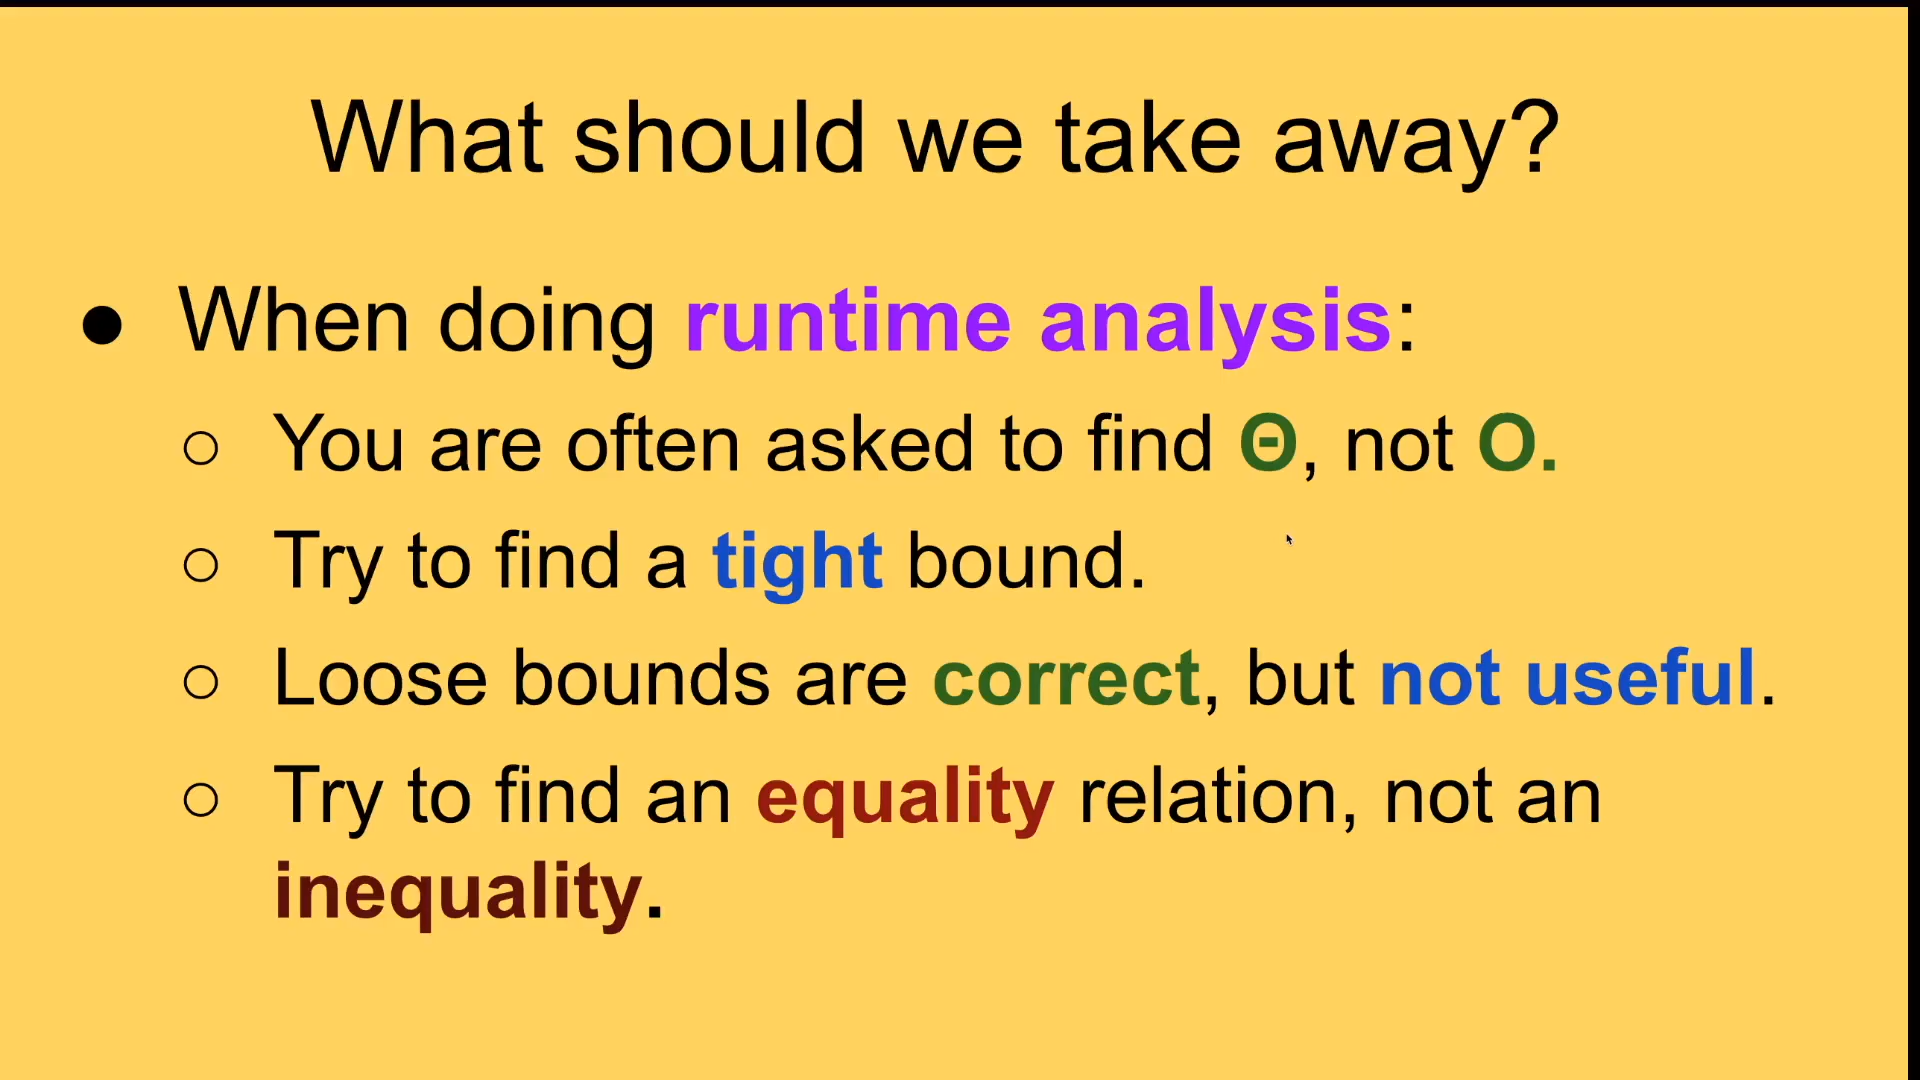 What should we take away?
● When doing runtime analysis:
○ You are often asked to find Θ, not O.
○ Try to find a tight bound.
○ Loose bounds are correct, but not useful.
○ Try to find an equality relation, not an
inequality.